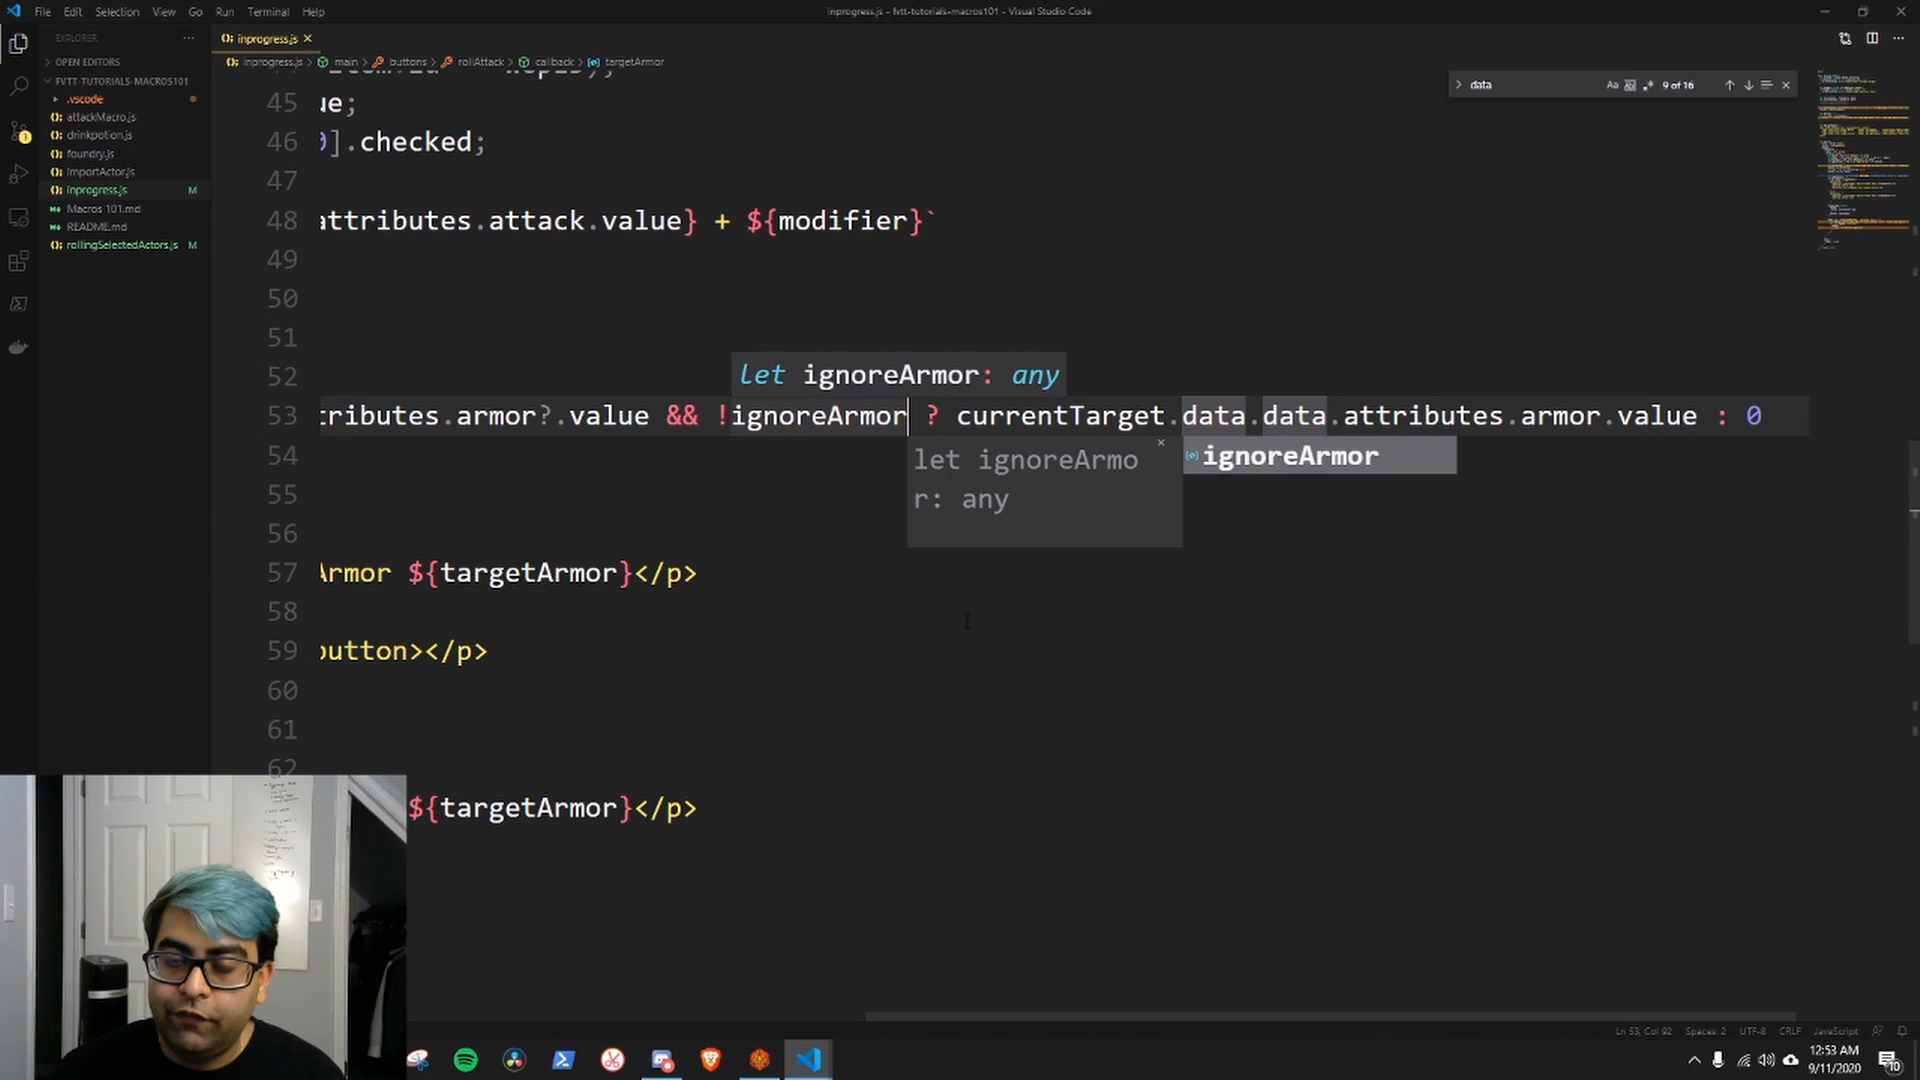 File Edit Selection View Go Run Terminal Help
inprogress.js - fvtt-tutorials-macros101 - Visual Studio Code
EXPLORER ...
inprogress.js ×
OPEN EDITORS
inprogress.js > main > buttons > rollAttack > callback > targetArmor
FVTT-TUTORIALS-MACROS101
data Aa 9 of 16
.vscode
attackMacro.js
drinkpotion.js
foundry.js
importActor.js
inprogress.js M
Macros 101.md
README.md
rollingSelectedActors.js M
45 ue;
46 0].checked;
47
48 attributes.attack.value} + ${modifier}`
49
50
51
52
let ignoreArmor: any
53 tributes.armor?.value && !ignoreArmor ? currentTarget.data.data.attributes.armor.value : 0
54
let ignoreArmo
ignoreArmor
55
r: any
56
57 Armor ${targetArmor}</p>
58
59 button></p>
60
61
62
${targetArmor}</p>
Ln 53, Col 92 Spaces: 2 UTF-8 CRLF JavaScript
12:53 AM
9/11/2020
10